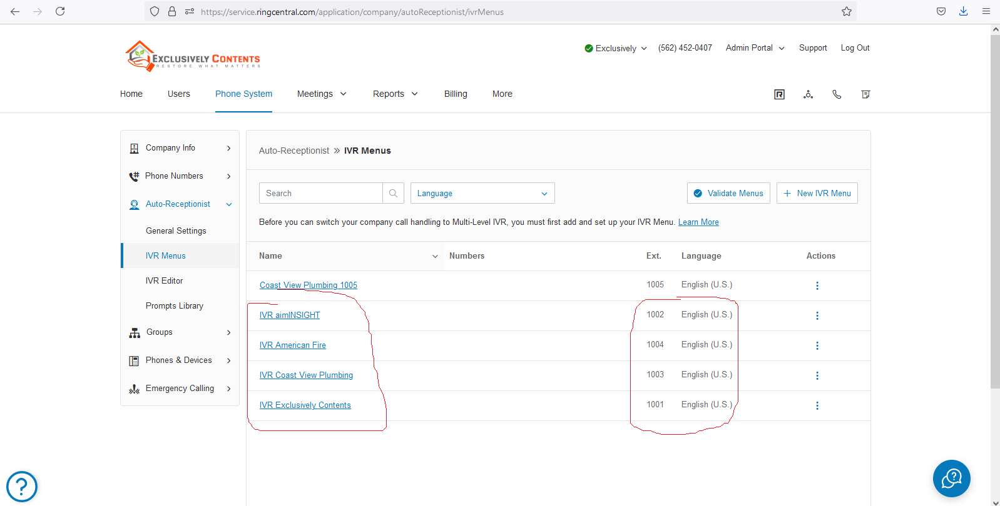 https://service.ringcentral.com/application/company/autoReceptionist/ivrMenus
EXCLUSIVELY CONTENTS
RESTORE WHAT MATTERS
Exclusively (562) 452-0407 Admin Portal Support Log Out
Home Users Phone System Meetings Reports Billing More
Company Info
Phone Numbers
Auto-Receptionist
General Settings
IVR Menus
IVR Editor
Prompts Library
Groups
Phones & Devices
Emergency Calling
Auto-Receptionist » IVR Menus
Search Language Validate Menus + New IVR Menu
Before you can switch your company call handling to Multi-Level IVR, you must first add and set up your IVR Menu. Learn More
Name Numbers Ext. Language Actions
Coast View Plumbing 1005 1005 English (U.S.)
IVR aimINSIGHT 1002 English (U.S.)
IVR American Fire 1004 English (U.S.)
IVR Coast View Plumbing 1003 English (U.S.)
IVR Exclusively Contents 1001 English (U.S.)